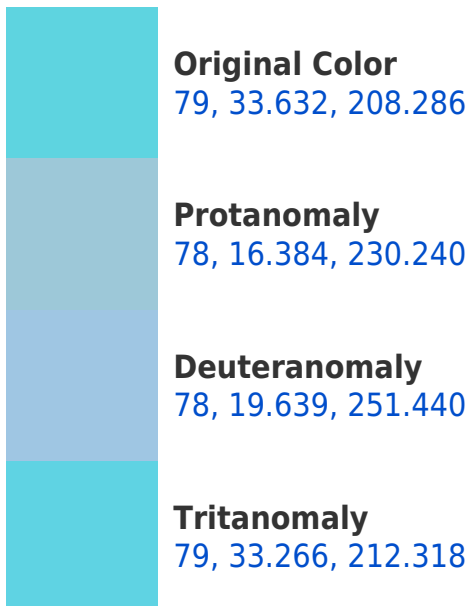 Original Color
79, 33.632, 208.286
Protanomaly
78, 16.384, 230.240
Deuteranomaly
78, 19.639, 251.440
Tritanomaly
79, 33.266, 212.318